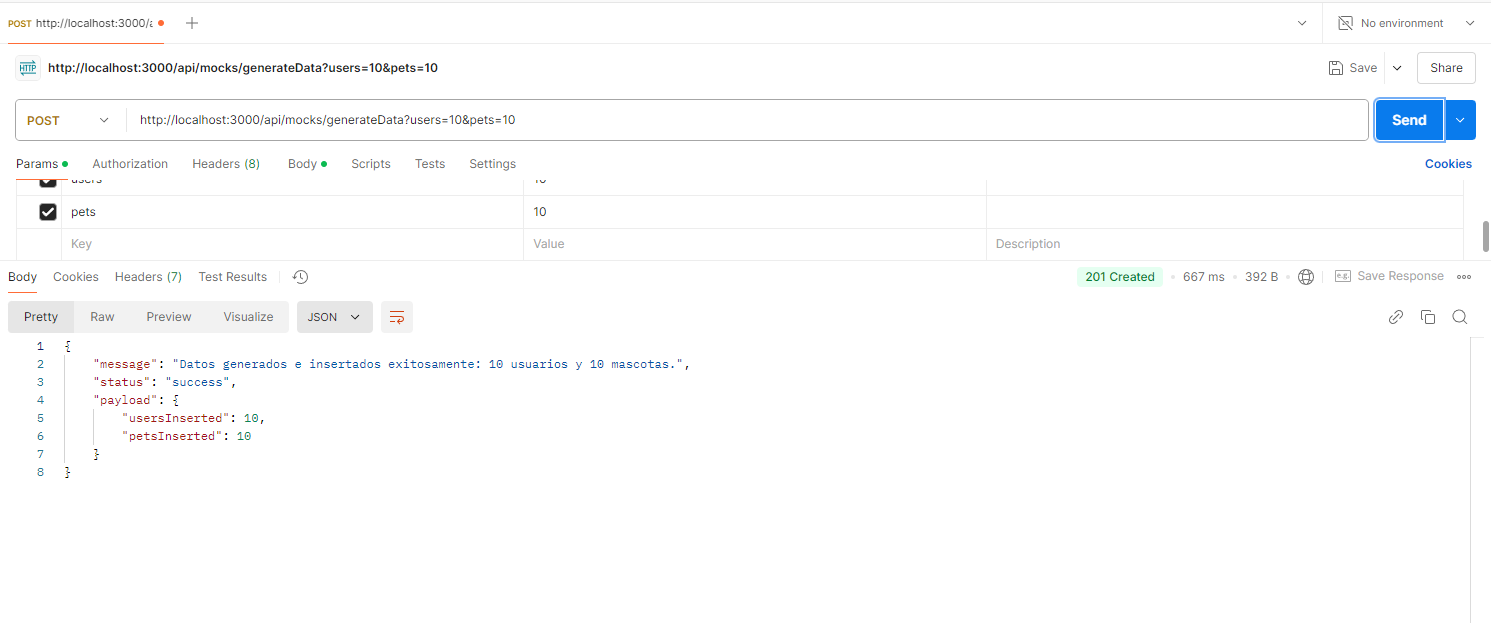 POST http://localhost:3000/a
No environment
HTTP http://localhost:3000/api/mocks/generateData?users=10&pets=10
Save
Share
POST http://localhost:3000/api/mocks/generateData?users=10&pets=10
Send
Params Authorization Headers (8) Body Scripts Tests Settings Cookies
users 10
pets 10
Key Value Description
Body Cookies Headers (7) Test Results
201 Created 667 ms 392 B e.g. Save Response
Pretty Raw Preview Visualize JSON
1 {
2 "message": "Datos generados e insertados exitosamente: 10 usuarios y 10 mascotas.",
3 "status": "success",
4 "payload": {
5 "usersInserted": 10,
6 "petsInserted": 10
7 }
8 }